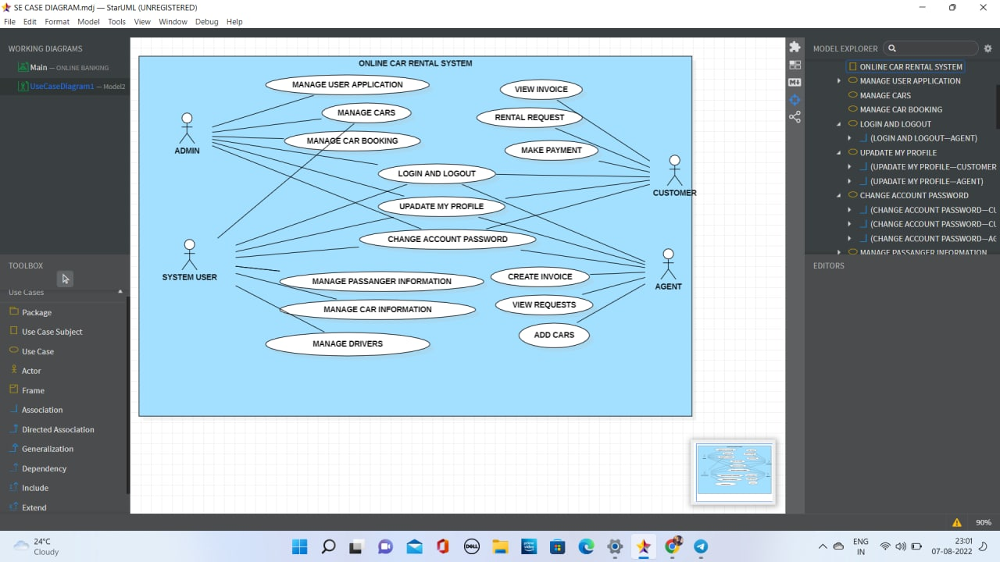 SE CASE DIAGRAM.mdj — StarUML (UNREGISTERED)
File Edit Format Model Tools View Window Debug Help
WORKING DIAGRAMS
Main — ONLINE BANKING
UseCaseDiagram1 — Model2
TOOLBOX
Use Cases
Package
Use Case Subject
Use Case
Actor
Frame
Association
Directed Association
Generalization
Dependency
Include
Extend
ONLINE CAR RENTAL SYSTEM
MANAGE USER APPLICATION
VIEW INVOICE
MANAGE CARS
RENTAL REQUEST
MANAGE CAR BOOKING
MAKE PAYMENT
ADMIN
LOGIN AND LOGOUT
CUSTOMER
UPADATE MY PROFILE
CHANGE ACCOUNT PASSWORD
SYSTEM USER
MANAGE PASSANGER INFORMATION
CREATE INVOICE
AGENT
MANAGE CAR INFORMATION
VIEW REQUESTS
MANAGE DRIVERS
ADD CARS
MODEL EXPLORER
ONLINE CAR RENTAL SYSTEM
MANAGE USER APPLICATION
MANAGE CARS
MANAGE CAR BOOKING
LOGIN AND LOGOUT
(LOGIN AND LOGOUT—AGENT)
UPADATE MY PROFILE
(UPADATE MY PROFILE—CUSTOMER
(UPADATE MY PROFILE—AGENT)
CHANGE ACCOUNT PASSWORD
(CHANGE ACCOUNT PASSWORD—CU
(CHANGE ACCOUNT PASSWORD—CU
(CHANGE ACCOUNT PASSWORD—AG
MANAGE PASSANGER INFORMATION
EDITORS
90%
24°C
Cloudy
DELL
prime video
ENG
IN
23:01
07-08-2022